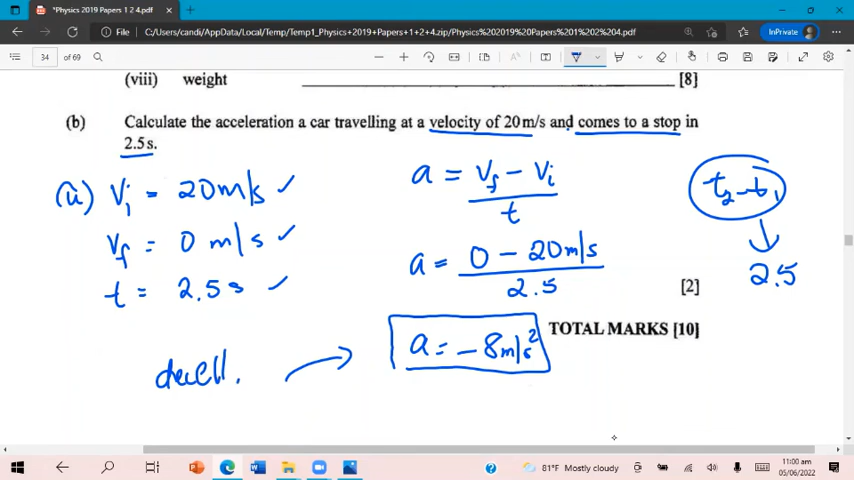 *Physics 2019 Papers 1 2 4.pdf
File
C:/Users/candi/AppData/Local/Temp/Temp1_Physics 2019 Papers+1+2+4.zip/Physics%202019%20Papers%201%202%204.pdf
InPrivate
34 of 69
(viii) weight [8]
(b) Calculate the acceleration a car travelling at a velocity of 20 m/s and comes to a stop in
2.5 s.
(a) Vi = 20 m/s ✓
Vf = 0 m/s ✓
t = 2.5 s ✓
a = Vf - Vi
t
a = 0 - 20m/s
2.5
t2 - t1
2.5
[2]
TOTAL MARKS [10]
a = -8m/s²
81°F Mostly cloudy
11:00 am
05/06/2022